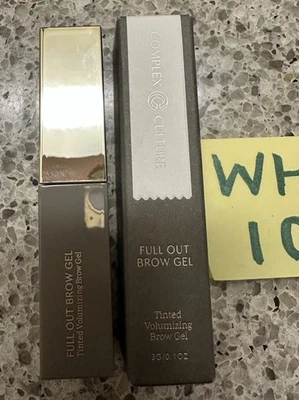 FULL OUT BROW GEL
Tinted Volumizing Brow Gel
COMPLEX
CULTURE
FULL OUT
BROW GEL
Tinted
Volumizing
Brow Gel
3G/0.1OZ
WH
10